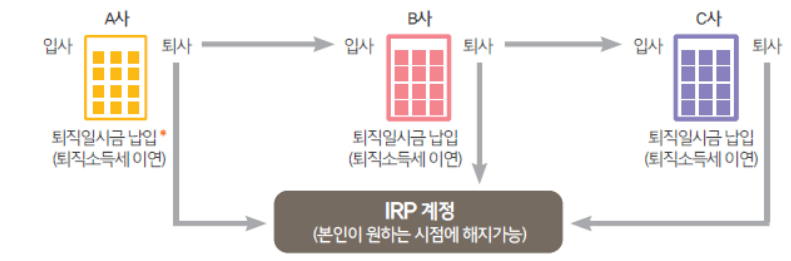 A사
입사
퇴사
퇴직일시금 납입*
(퇴직소득세 이연)
B사
입사
퇴사
퇴직일시금 납입
(퇴직소득세 이연)
C사
입사
퇴사
퇴직일시금 납입
(퇴직소득세 이연)
IRP 계정
(본인이 원하는 시점에 해지가능)